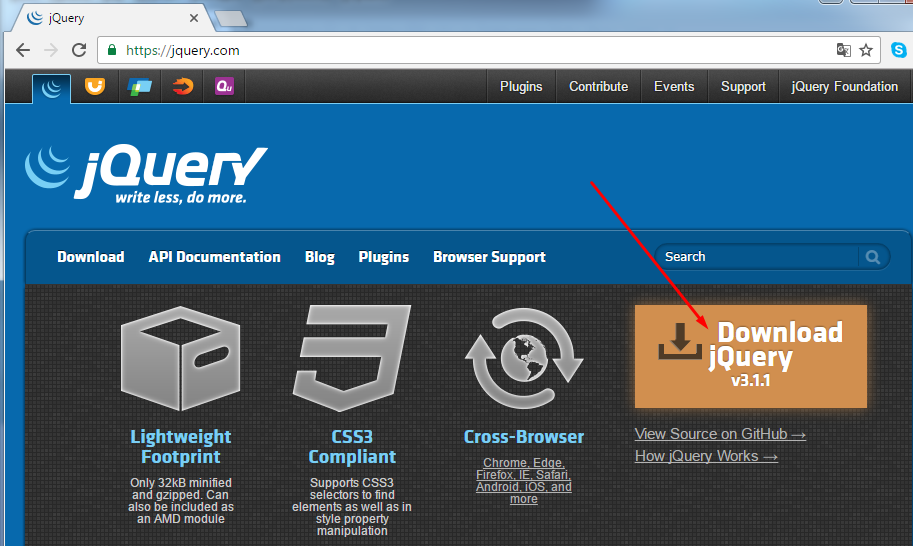 jQuery
https://jquery.com
Qu
Plugins
Contribute
Events
Support
jQuery Foundation
jQuery
write less, do more.
Download
API Documentation
Blog
Plugins
Browser Support
Search
Lightweight
Footprint
Only 32kB minified
and gzipped. Can
also be included as
an AMD module
CSS3
Compliant
Supports CSS3
selectors to find
elements as well as in
style property
manipulation
Cross-Browser
Chrome, Edge,
Firefox, IE, Safari,
Android, iOS, and
more
Download
jQuery
v3.1.1
View Source on GitHub →
How jQuery Works →